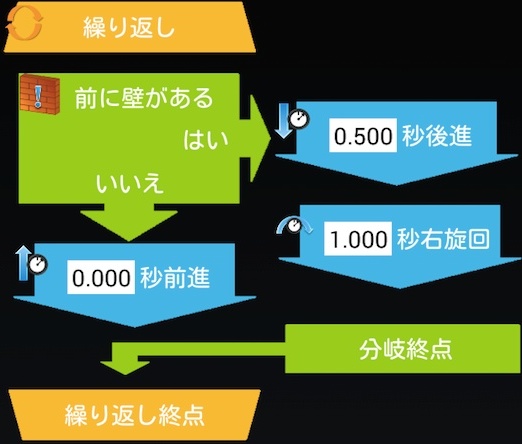 繰り返し
前に壁がある
はい
いいえ
0.500 秒後進
1.000 秒右旋回
0.000 秒前進
分岐終点
繰り返し終点